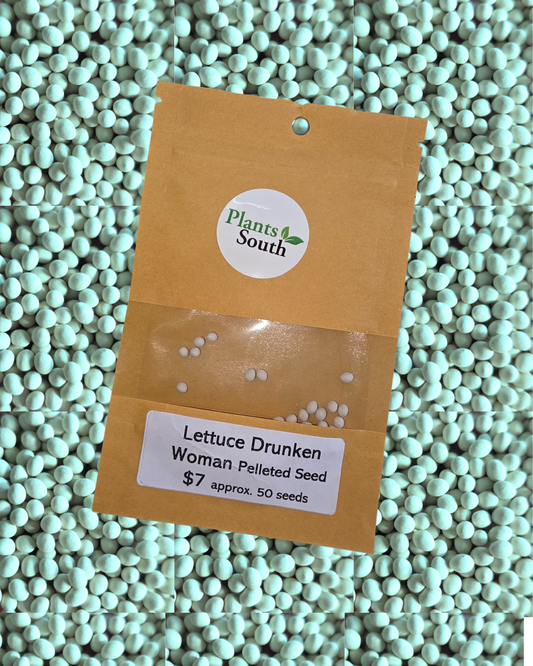 Plants
South
Lettuce Drunken
Woman Pelleted Seed
$7 approx. 50 seeds